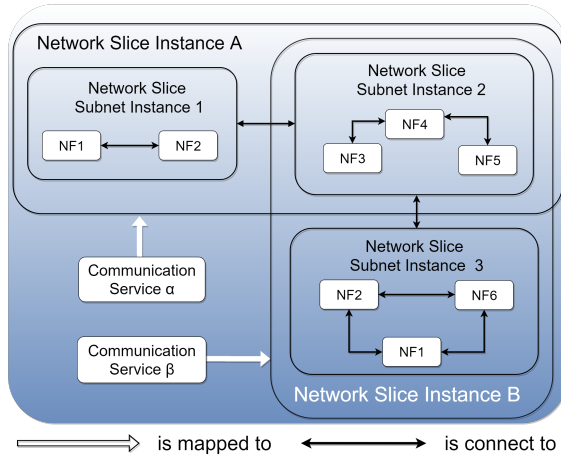 Network Slice Instance A
Network Slice
Subnet Instance 1
NF1
NF2
Network Slice
Subnet Instance 2
NF4
NF3
NF5
Communication
Service α
Network Slice
Subnet Instance 3
NF2
NF6
NF1
Communication
Service β
Network Slice Instance B
is mapped to
is connect to